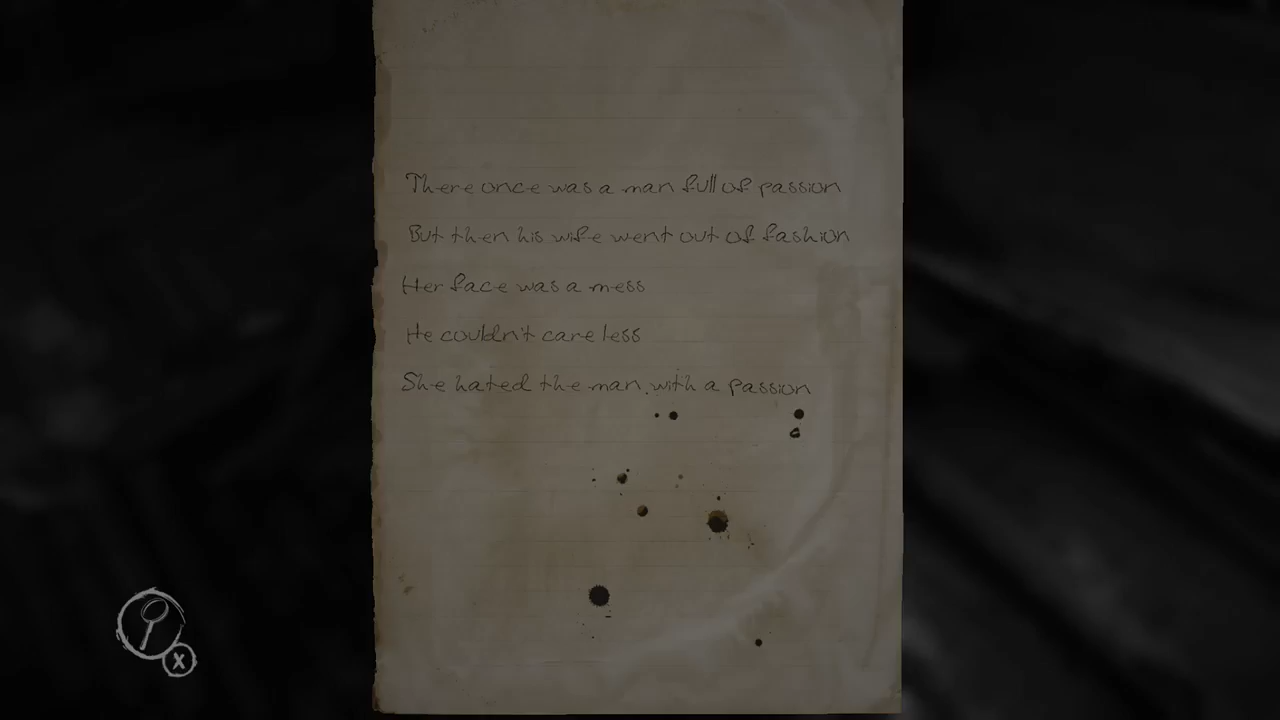 There once was a man full of passion
But then his wife went out of fashion
Her face was a mess
He couldn't care less
She hated the man with a passion
X